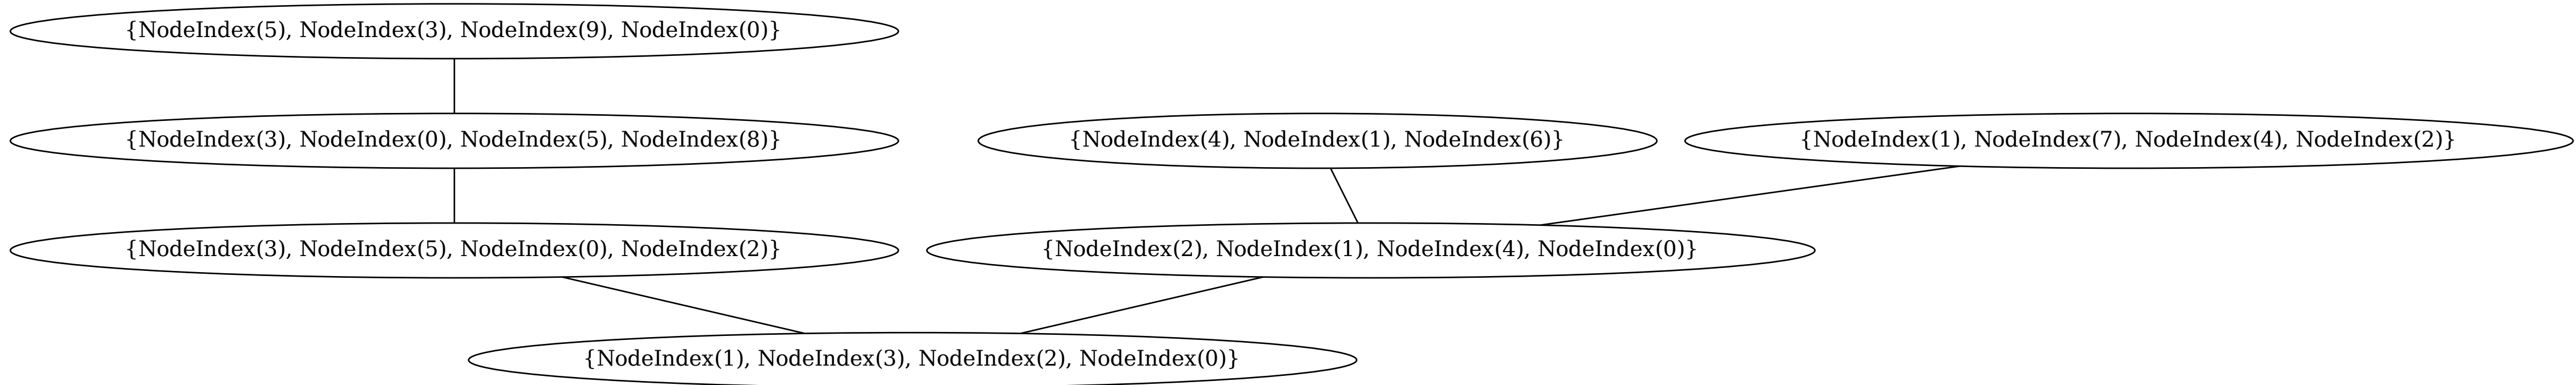 {NodeIndex(5), NodeIndex(3), NodeIndex(9), NodeIndex(0)}
{NodeIndex(3), NodeIndex(0), NodeIndex(5), NodeIndex(8)}
{NodeIndex(4), NodeIndex(1), NodeIndex(6)}
{NodeIndex(1), NodeIndex(7), NodeIndex(4), NodeIndex(2)}
{NodeIndex(3), NodeIndex(5), NodeIndex(0), NodeIndex(2)}
{NodeIndex(2), NodeIndex(1), NodeIndex(4), NodeIndex(0)}
{NodeIndex(1), NodeIndex(3), NodeIndex(2), NodeIndex(0)}